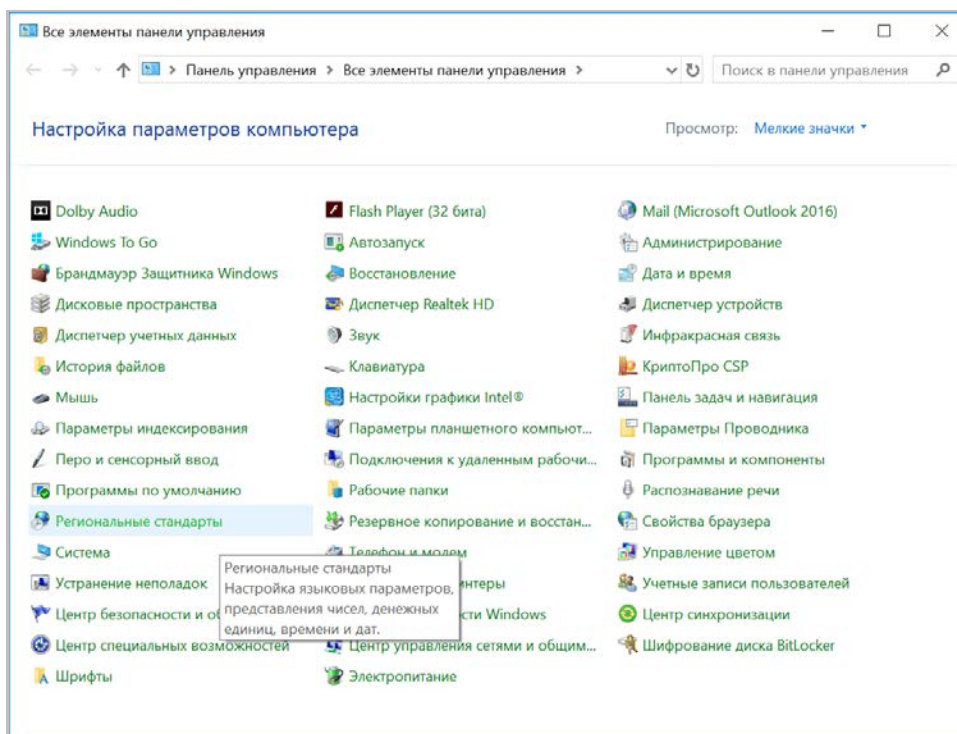 Все элементы панели управления
Панель управления > Все элементы панели управления >
Поиск в панели управления
Настройка параметров компьютера
Просмотр: Мелкие значки
Dolby Audio
Flash Player (32 бита)
Mail (Microsoft Outlook 2016)
Windows To Go
Автозапуск
Администрирование
Брандмауэр Защитника Windows
Восстановление
Дата и время
Дисковые пространства
Диспетчер Realtek HD
Диспетчер устройств
Диспетчер учетных данных
Звук
Инфракрасная связь
История файлов
Клавиатура
КриптоПро CSP
Мышь
Настройки графики Intel®
Панель задач и навигация
Параметры индексирования
Параметры планшетного компьют...
Параметры Проводника
Перо и сенсорный ввод
Подключения к удаленным рабочи...
Программы и компоненты
Программы по умолчанию
Рабочие папки
Распознавание речи
Региональные стандарты
Резервное копирование и восстан...
Свойства браузера
Система
Телефон и модем
Управление цветом
Региональные стандарты
Настройка языковых параметров,
представления чисел, денежных
единиц, времени и дат.
Устранение неполадок
Учетные записи пользователей
Центр безопасности и
Windows
Центр синхронизации
Центр специальных возможностей
Центр управления сетями и общим...
Шифрование диска BitLocker
Шрифты
Электропитание